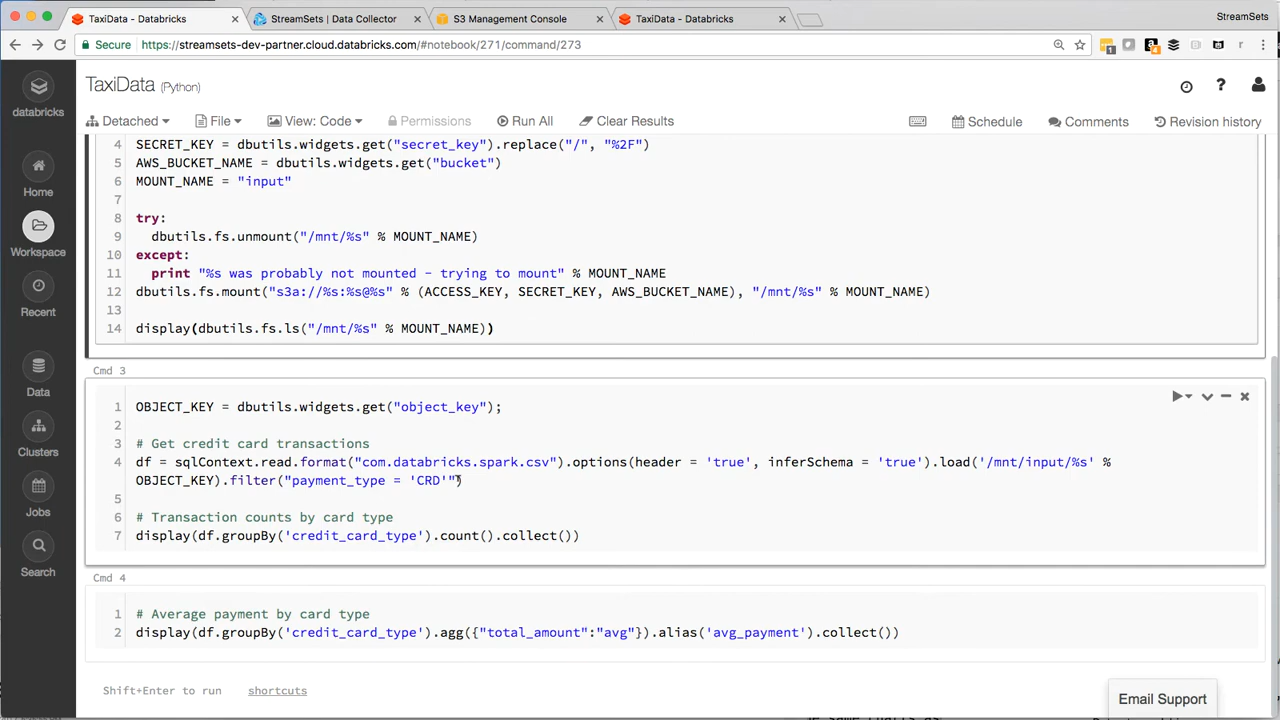 TaxiData - Databricks
StreamSets | Data Collector
S3 Management Console
TaxiData - Databricks
StreamSets
Secure
https://streamsets-dev-partner.cloud.databricks.com/#notebook/271/command/273
databricks
Home
Workspace
Recent
Data
Clusters
Jobs
Search
TaxiData (Python)
Detached
File
View: Code
Permissions
Run All
Clear Results
Schedule
Comments
Revision history
4 SECRET_KEY = dbutils.widgets.get("secret_key").replace("/", "%2F")
5 AWS_BUCKET_NAME = dbutils.widgets.get("bucket")
6 MOUNT_NAME = "input"
7
8 try:
9 dbutils.fs.unmount("/mnt/%s" % MOUNT_NAME)
10 except:
11 print "%s was probably not mounted - trying to mount" % MOUNT_NAME
12 dbutils.fs.mount("s3a://%s:%s@%s" % (ACCESS_KEY, SECRET_KEY, AWS_BUCKET_NAME), "/mnt/%s" % MOUNT_NAME)
13
14 display(dbutils.fs.ls("/mnt/%s" % MOUNT_NAME))
Cmd 3
1 OBJECT_KEY = dbutils.widgets.get("object_key");
2
3 # Get credit card transactions
4 df = sqlContext.read.format("com.databricks.spark.csv").options(header = 'true', inferSchema = 'true').load('/mnt/input/%s' %
OBJECT_KEY).filter("payment_type = 'CRD'")
5
6 # Transaction counts by card type
7 display(df.groupBy('credit_card_type').count().collect())
Cmd 4
1 # Average payment by card type
2 display(df.groupBy('credit_card_type').agg({"total_amount":"avg"}).alias('avg_payment').collect())
Shift+Enter to run shortcuts
Email Support